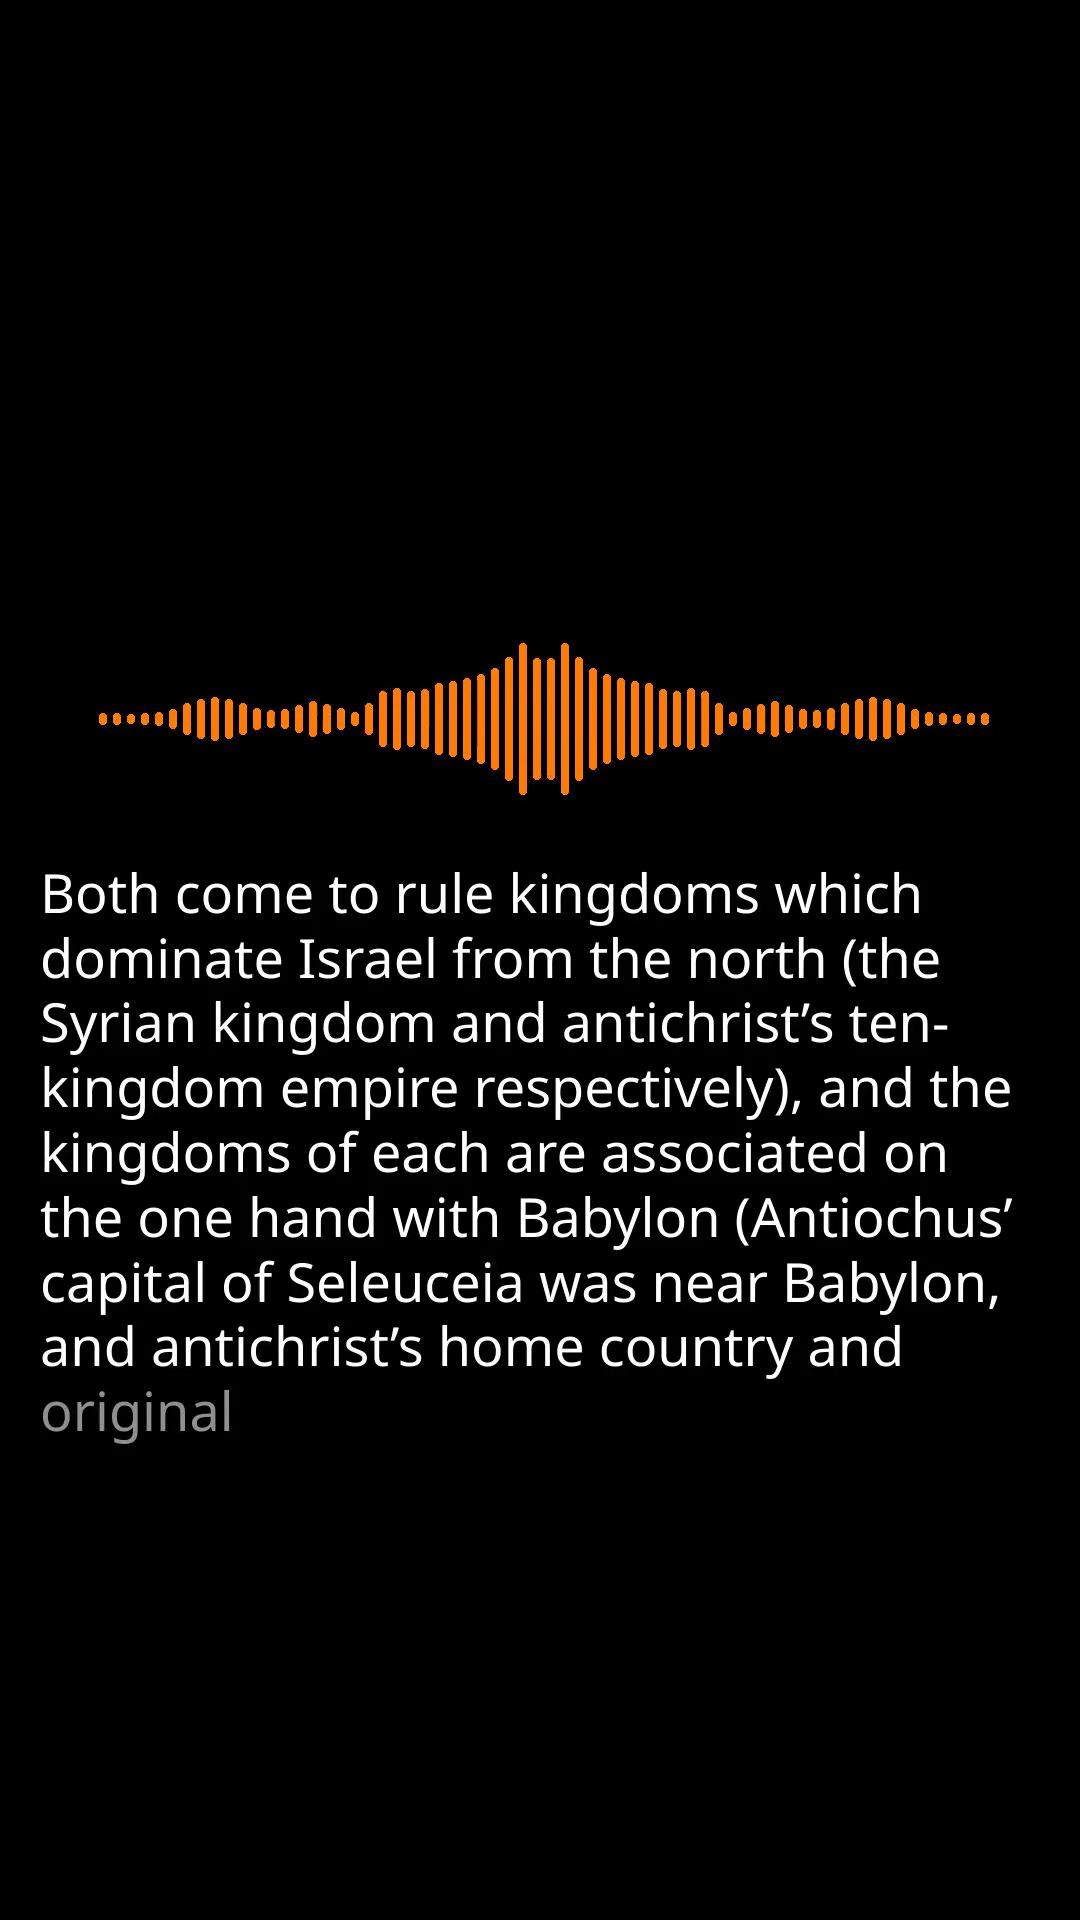 Both come to rule kingdoms which
dominate Israel from the north (the
Syrian kingdom and antichrist’s ten-
kingdom empire respectively), and the
kingdoms of each are associated on
the one hand with Babylon (Antiochus’
capital of Seleuceia was near Babylon,
and antichrist’s home country and
original